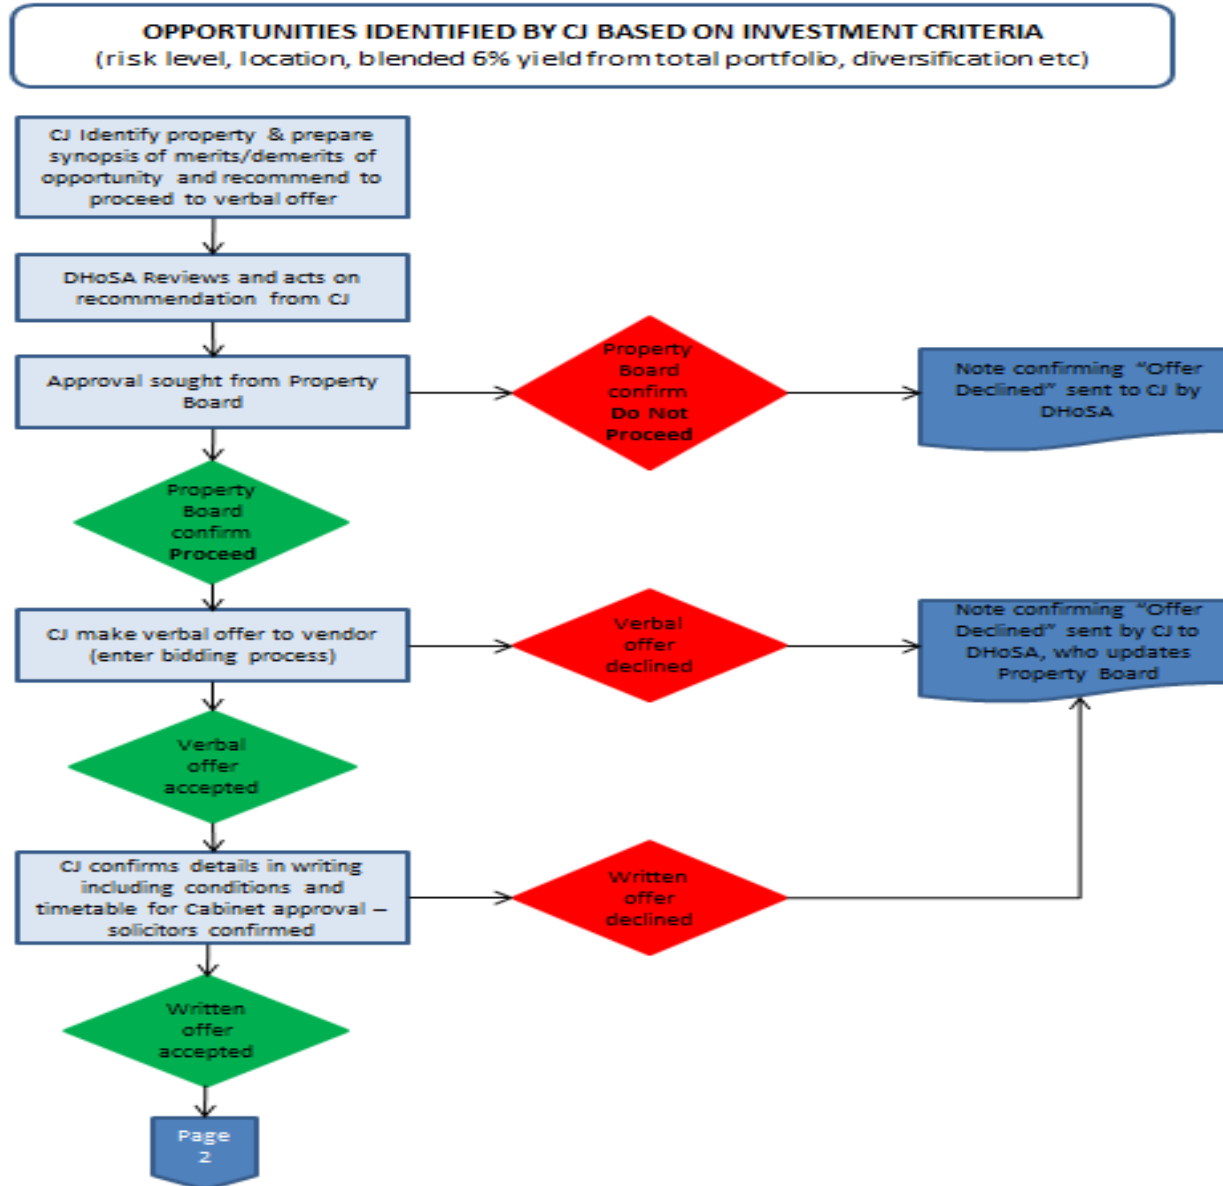 OPPORTUNITIES IDENTIFIED BY CJ BASED ON INVESTMENT CRITERIA
(risk level, location, blended 6% yield from total portfolio, diversification etc)
CJ Identify property & prepare
synopsis of merits/demerits of
opportunity and recommend to
proceed to verbal offer
DHoSA Reviews and acts on
recommendation from CJ
Approval sought from Property
Board
Property
Board
confirm
Do Not
Proceed
Note confirming “Offer
Declined” sent to CJ by
DHoSA
Property
Board
confirm
Proceed
CJ make verbal offer to vendor
(enter bidding process)
Verbal
offer
declined
Note confirming “Offer
Declined” sent by CJ to
DHoSA, who updates
Property Board
Verbal
offer
accepted
CJ confirms details in writing
including conditions and
timetable for Cabinet approval –
solicitors confirmed
Written
offer
declined
Written
offer
accepted
Page
2